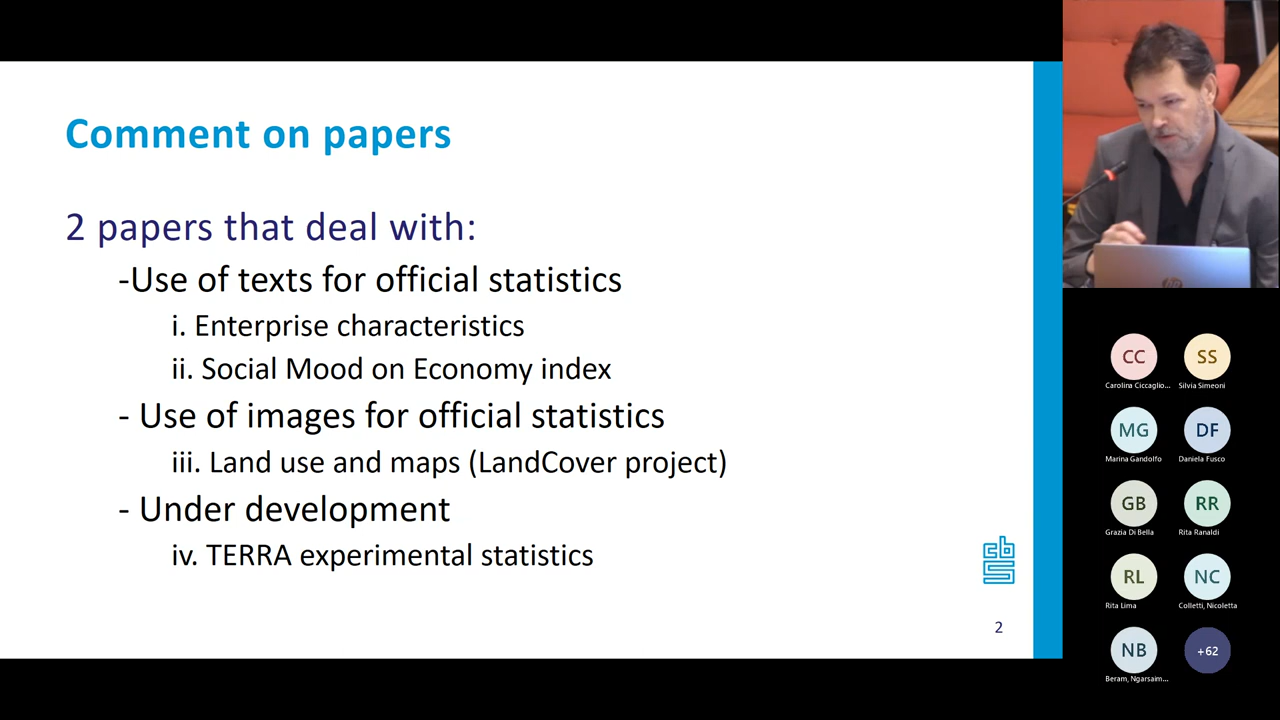 Comment on papers
2 papers that deal with:
-Use of texts for official statistics
i. Enterprise characteristics
ii. Social Mood on Economy index
- Use of images for official statistics
iii. Land use and maps (LandCover project)
- Under development
iv. TERRA experimental statistics
cbs
2
hp
CC
SS
Carolina Ciccaglio...
Silvia Simeoni
MG
DF
Marina Gandolfo
Daniela Fusco
GB
RR
Grazia Di Bella
Rita Ranaldi
RL
NC
Rita Lima
Colletti, Nicoletta
NB
+62
Beram, Ngarsaim...